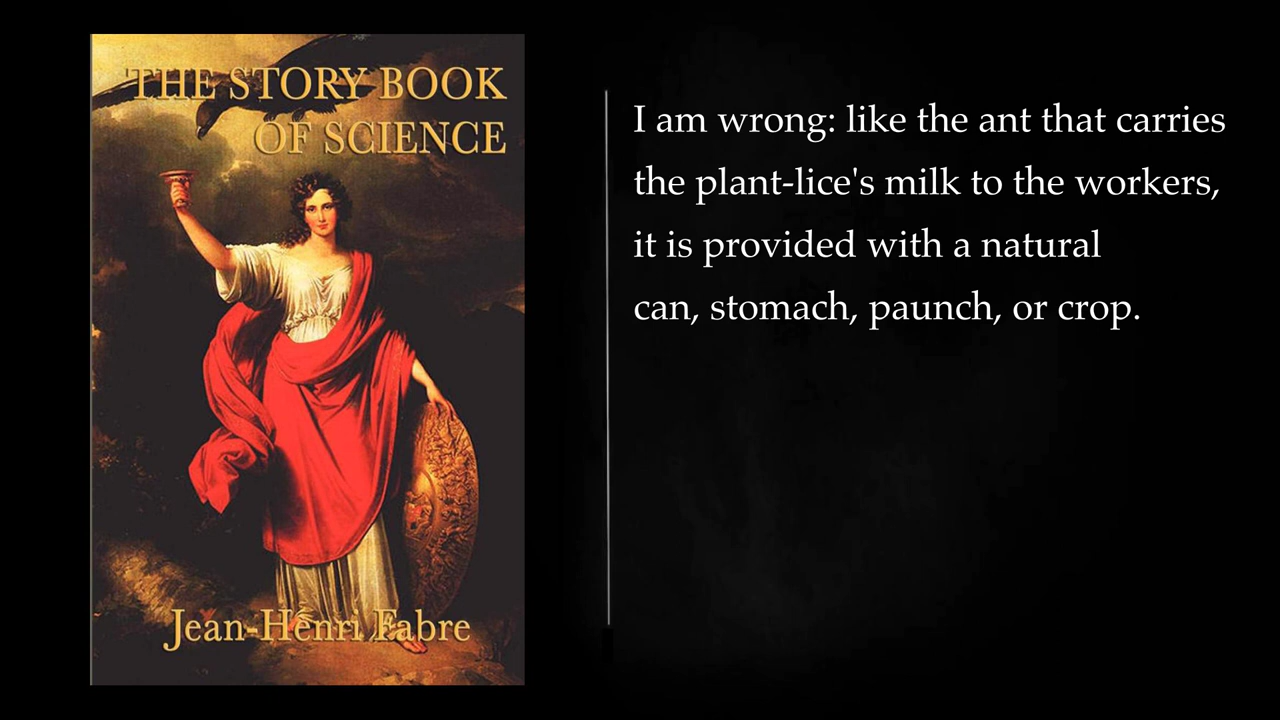 THE STORY BOOK
OF SCIENCE
Jean-Henri Fabre
I am wrong: like the ant that carries
the plant-lice's milk to the workers,
it is provided with a natural
can, stomach, paunch, or crop.